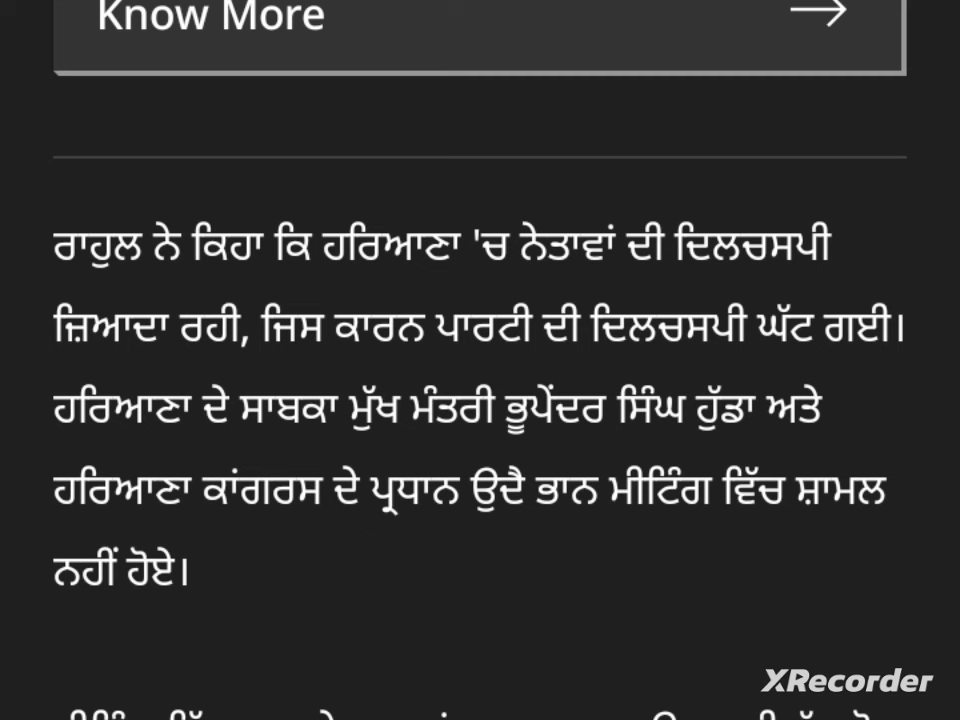 Know More
ਰਾਹੁਲ ਨੇ ਕਿਹਾ ਕਿ ਹਰਿਆਣਾ 'ਚ ਨੇਤਾਵਾਂ ਦੀ ਦਿਲਚਸਪੀ
ਜ਼ਿਆਦਾ ਰਹੀ, ਜਿਸ ਕਾਰਨ ਪਾਰਟੀ ਦੀ ਦਿਲਚਸਪੀ ਘੱਟ ਗਈ।
ਹਰਿਆਣਾ ਦੇ ਸਾਬਕਾ ਮੁੱਖ ਮੰਤਰੀ ਭੂਪੇਂਦਰ ਸਿੰਘ ਹੁੱਡਾ ਅਤੇ
ਹਰਿਆਣਾ ਕਾਂਗਰਸ ਦੇ ਪ੍ਰਧਾਨ ਉਦੈ ਭਾਨ ਮੀਟਿੰਗ ਵਿੱਚ ਸ਼ਾਮਲ
ਨਹੀਂ ਹੋਏ।
XRecorder